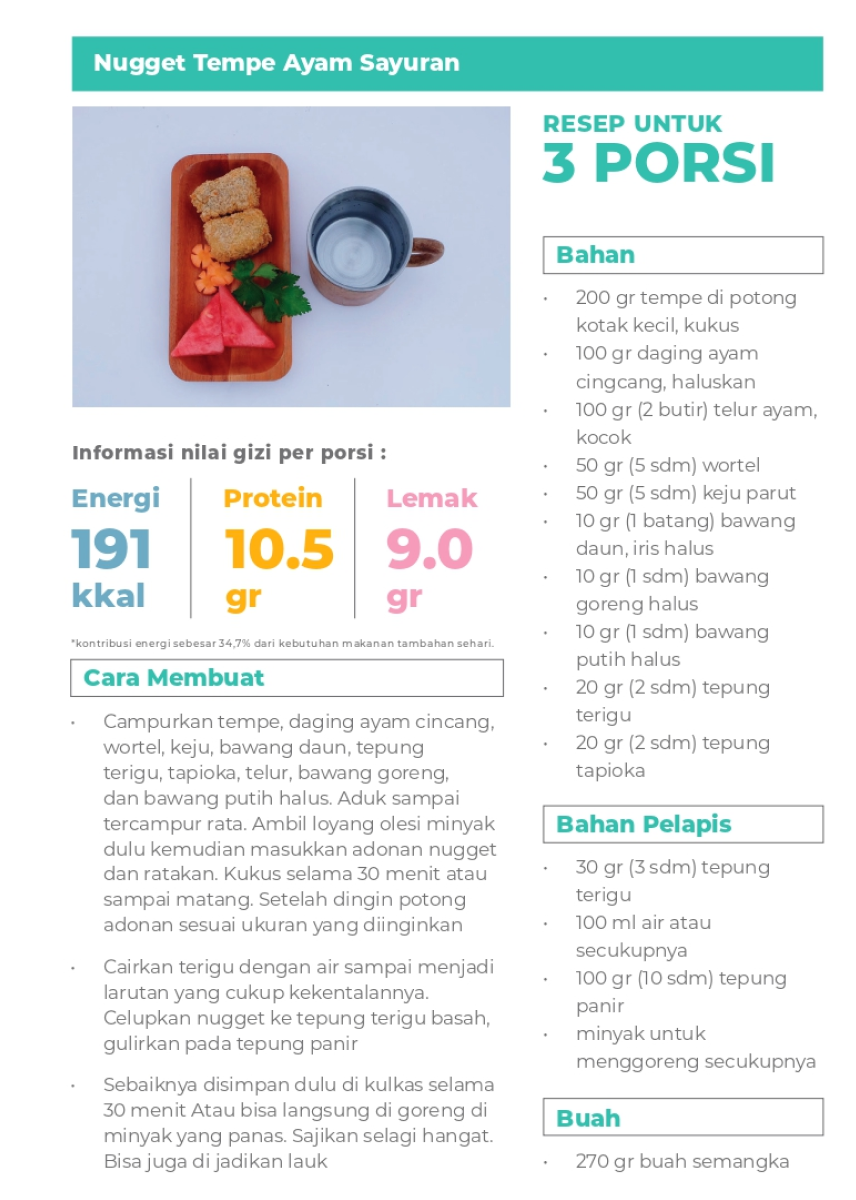 Nugget Tempe Ayam Sayuran
RESEP UNTUK
3 PORSI
Informasi nilai gizi per porsi :
Energi
191
kkal
Protein
10.5
gr
Lemak
9.0
gr
*kontribusi energi sebesar 34,7% dari kebutuhan makanan tambahan sehari.
Cara Membuat
• Campurkan tempe, daging ayam cincang,
wortel, keju, bawang daun, tepung
terigu, tapioka, telur, bawang goreng,
dan bawang putih halus. Aduk sampai
tercampur rata. Ambil loyang olesi minyak
dulu kemudian masukkan adonan nugget
dan ratakan. Kukus selama 30 menit atau
sampai matang. Setelah dingin potong
adonan sesuai ukuran yang diinginkan
• Cairkan terigu dengan air sampai menjadi
larutan yang cukup kekentalannya.
Celupkan nugget ke tepung terigu basah,
gulirkan pada tepung panir
• Sebaiknya disimpan dulu di kulkas selama
30 menit Atau bisa langsung di goreng di
minyak yang panas. Sajikan selagi hangat.
Bisa juga di jadikan lauk
Bahan
• 200 gr tempe di potong
kotak kecil, kukus
• 100 gr daging ayam
cingcang, haluskan
• 100 gr (2 butir) telur ayam,
kocok
• 50 gr (5 sdm) wortel
• 50 gr (5 sdm) keju parut
• 10 gr (1 batang) bawang
daun, iris halus
• 10 gr (1 sdm) bawang
goreng halus
• 10 gr (1 sdm) bawang
putih halus
• 20 gr (2 sdm) tepung
terigu
• 20 gr (2 sdm) tepung
tapioka
Bahan Pelapis
• 30 gr (3 sdm) tepung
terigu
• 100 ml air atau
secukupnya
• 100 gr (10 sdm) tepung
panir
• minyak untuk
menggoreng secukupnya
Buah
• 270 gr buah semangka